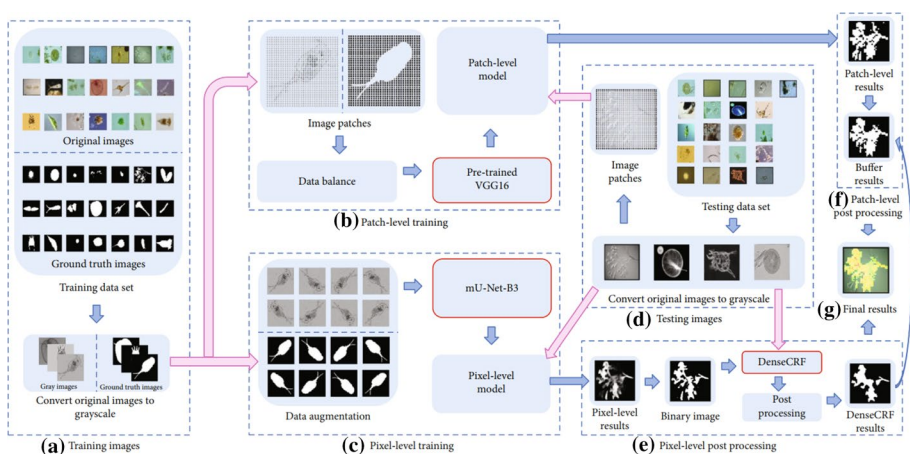 Original images
Ground truth images
Training data set
Gray images
Ground truth images
Convert original images to
grayscale
(a) Training images
Image patches
Data balance
Pre-trained
VGG16
Patch-level
model
(b) Patch-level training
Data augmentation
mU-Net-B3
Pixel-level
model
(c) Pixel-level training
Image
patches
Testing data set
Convert original images to grayscale
(d) Testing images
Pixel-level
results
Binary image
DenseCRF
Post
processing
DenseCRF
results
(e) Pixel-level post processing
Patch-level
results
Buffer
results
(f) Patch-level
post processing
(g) Final results